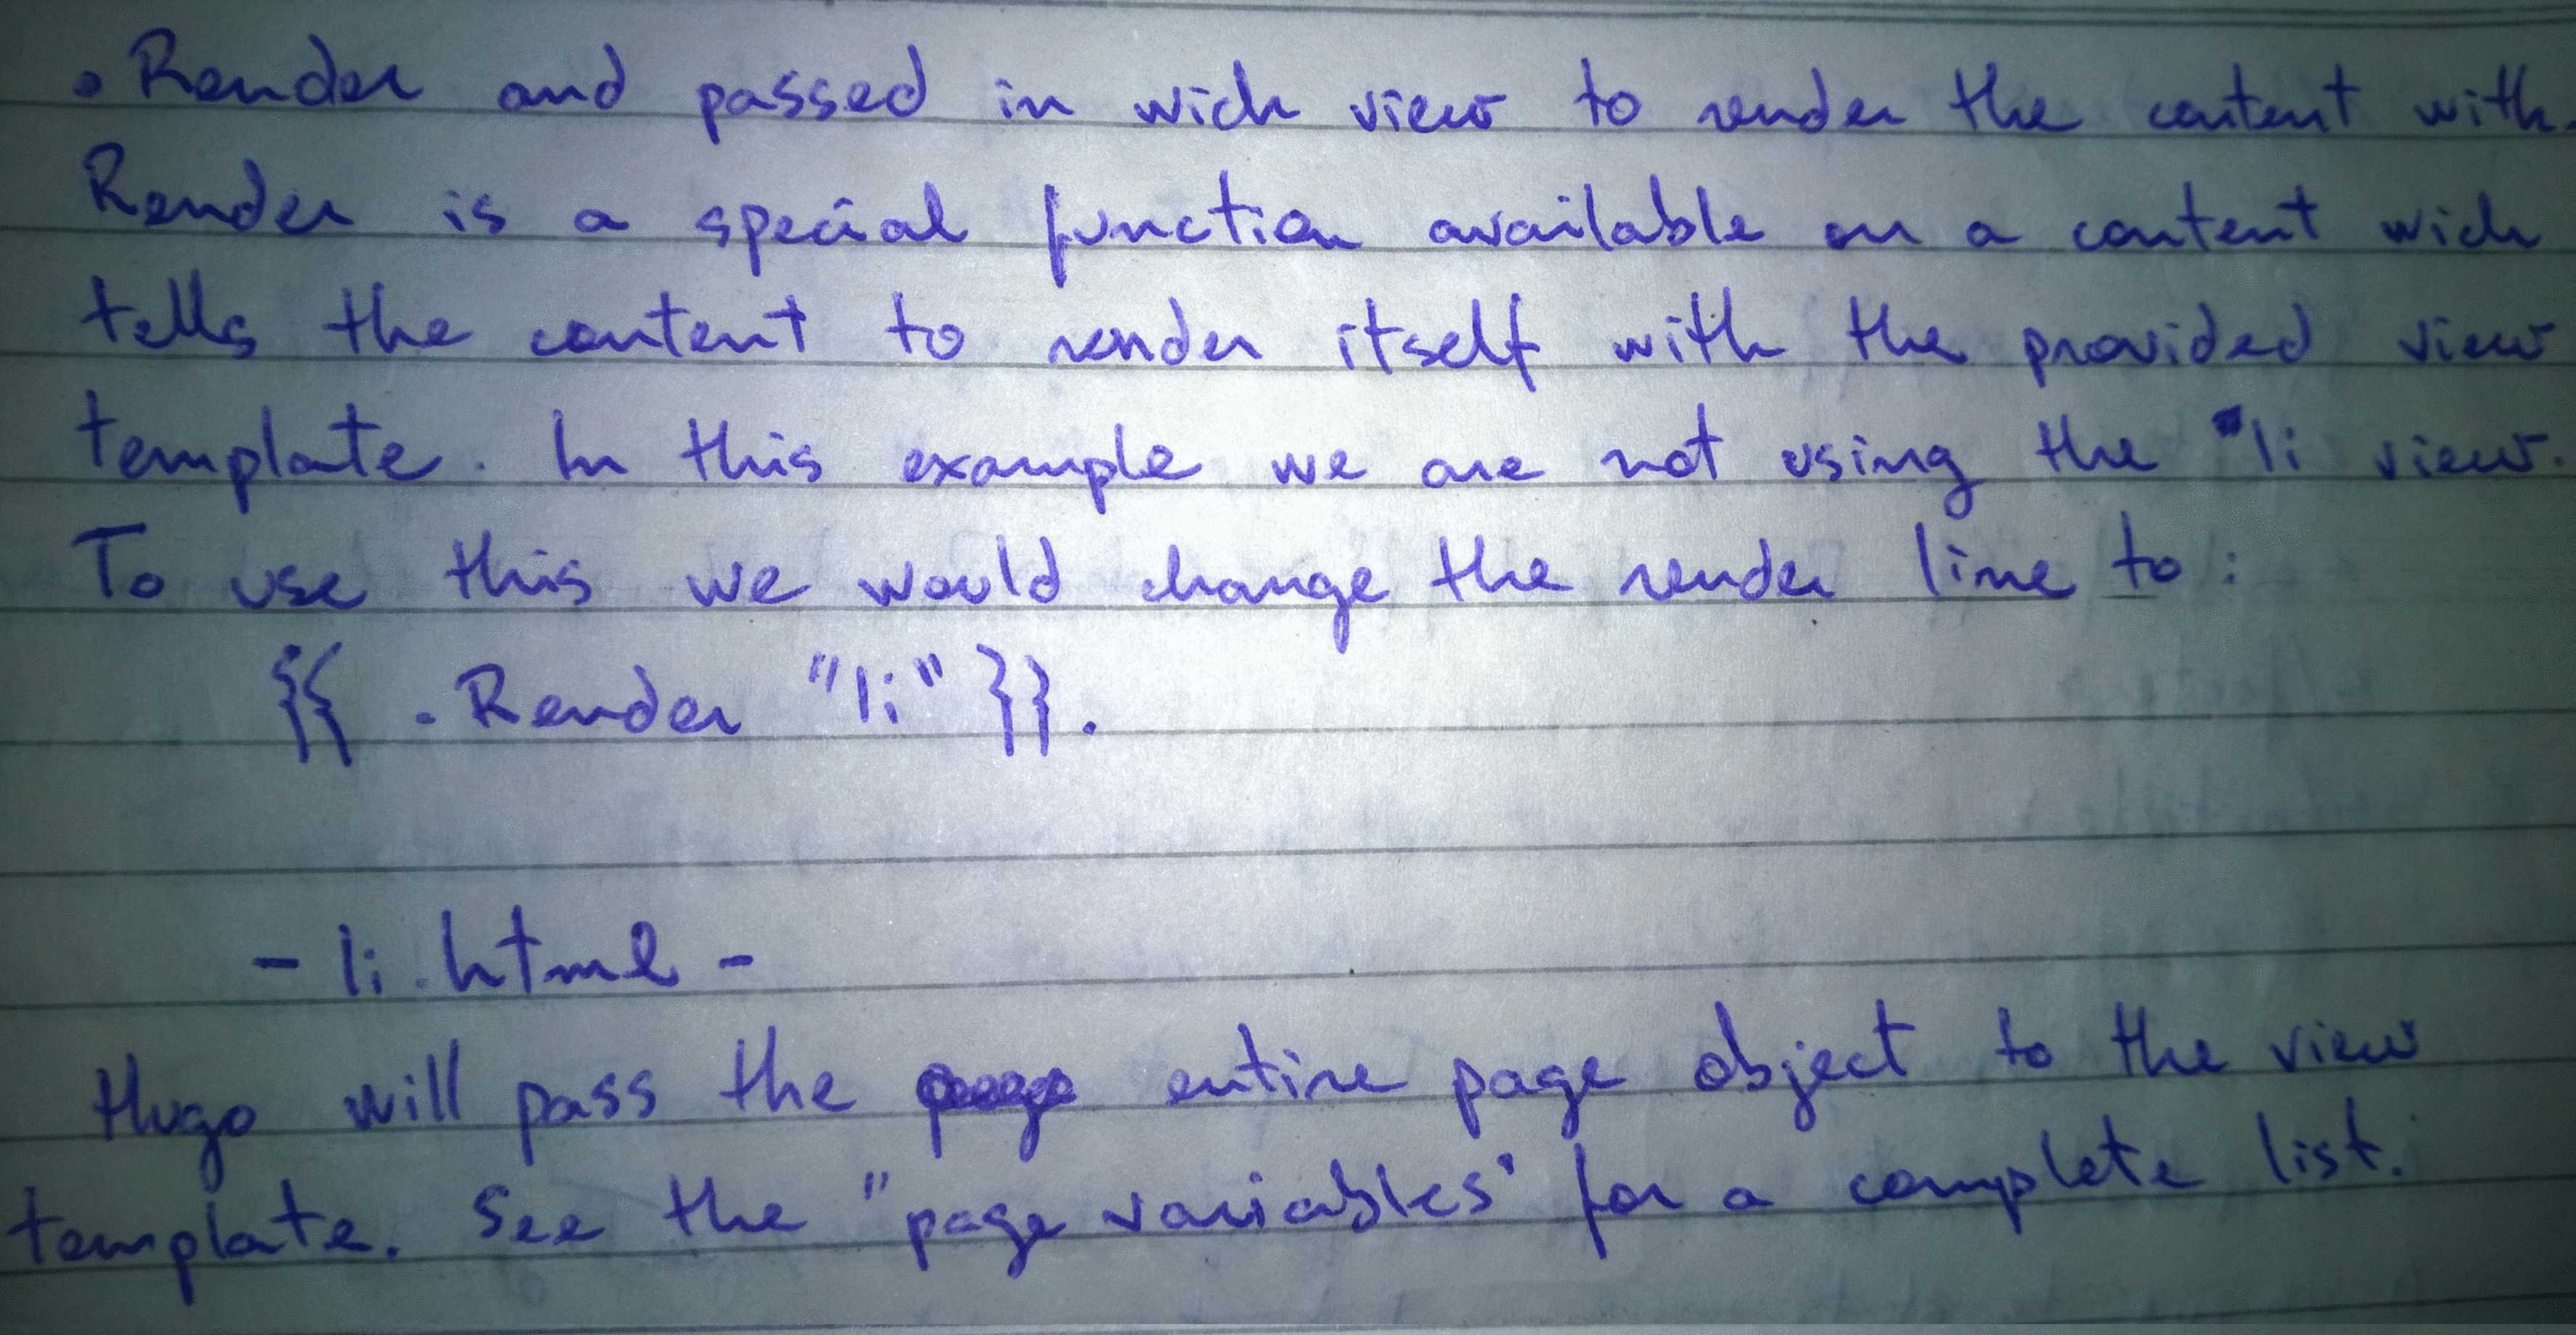 .Render and passed in wich view to render the content with.
Render is a special function available on a content wich
tells the content to render itself with the provided view
template. In this example we are not using the "li view.
To use this we would change the render line to:
{{ .Render "li" }}.
- li.html -
Hugo will pass the entire page object to the view
template. See the "page variables" for a complete list.